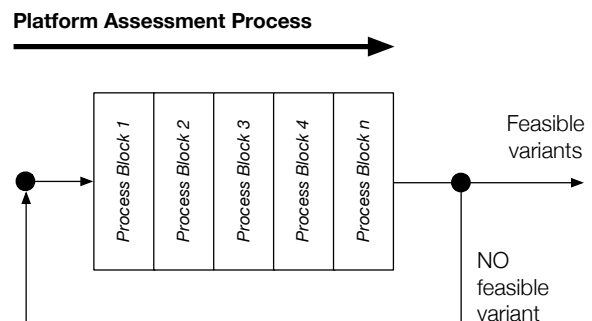 Platform Assessment Process
Process Block 1
Process Block 2
Process Block 3
Process Block 4
Process Block n
Feasible
variants
NO
feasible
variant